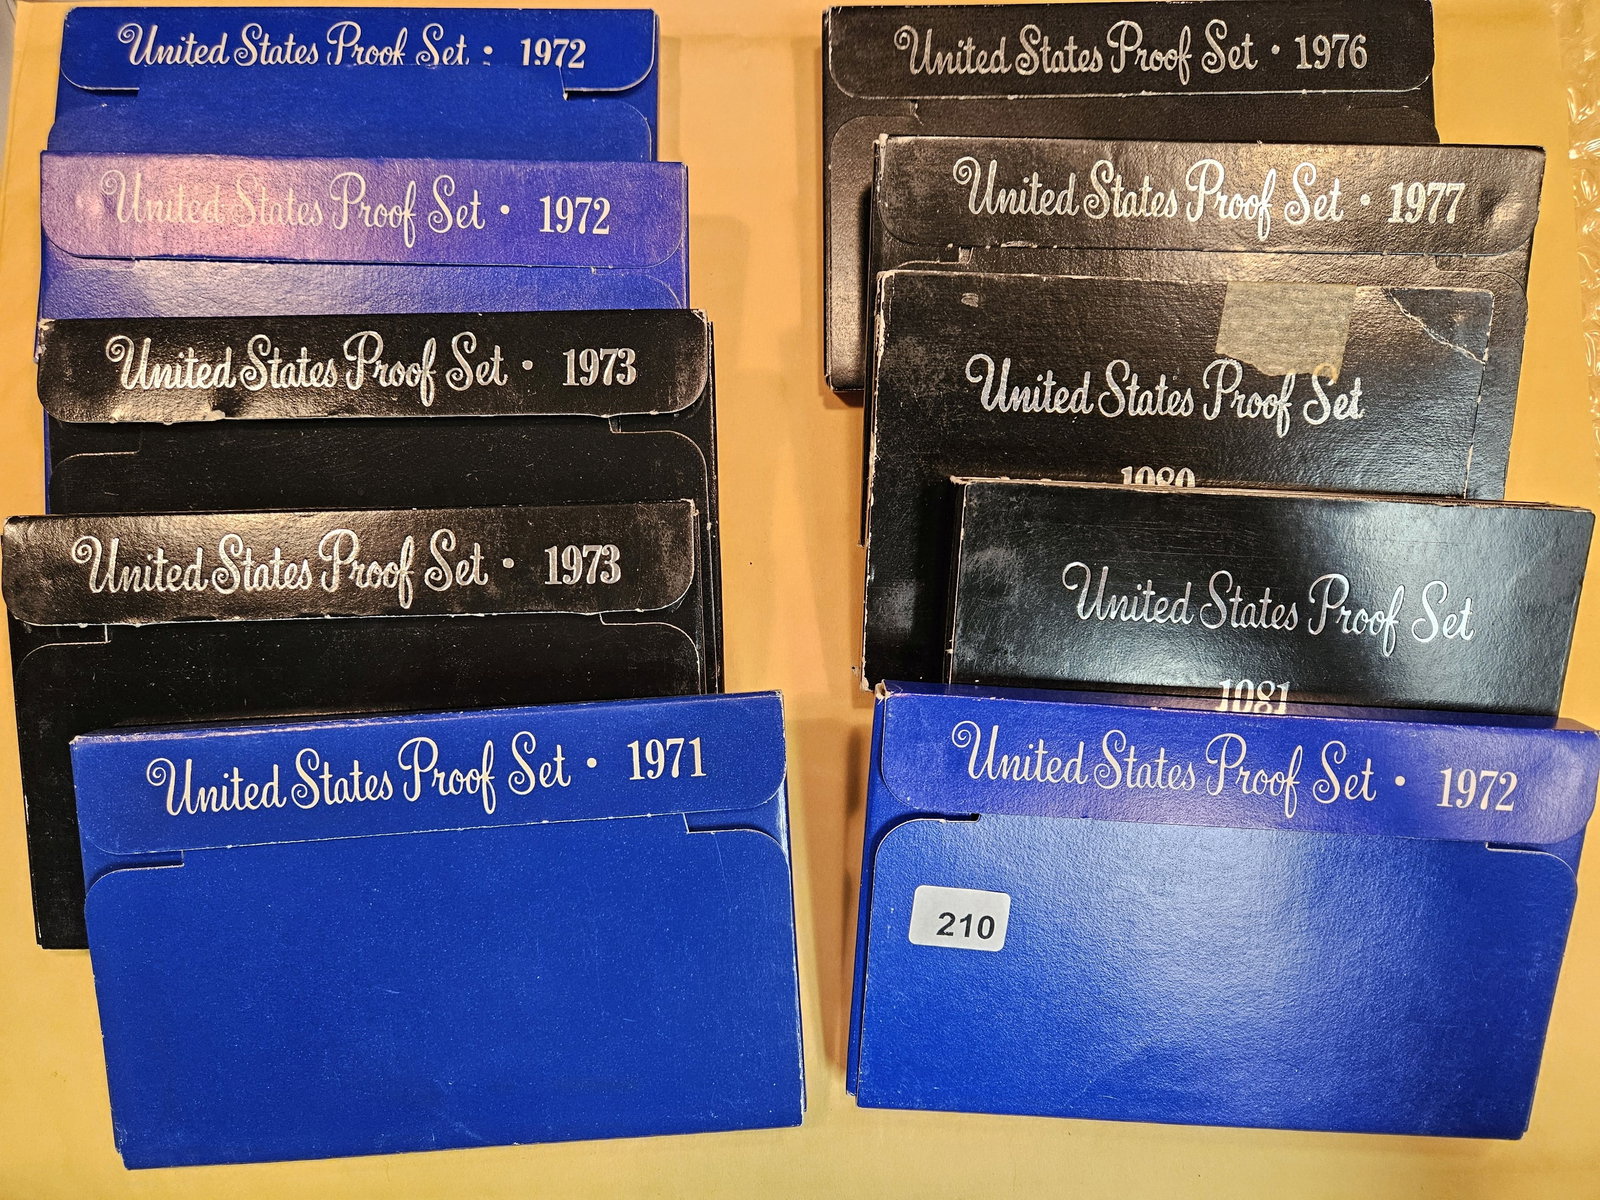 United States Proof Set • 1972
United States Proof Set • 1972
United States Proof Set • 1973
United States Proof Set • 1973
United States Proof Set • 1971
United States Proof Set • 1976
United States Proof Set • 1977
United States Proof Set
1980
United States Proof Set
1981
United States Proof Set • 1972
210